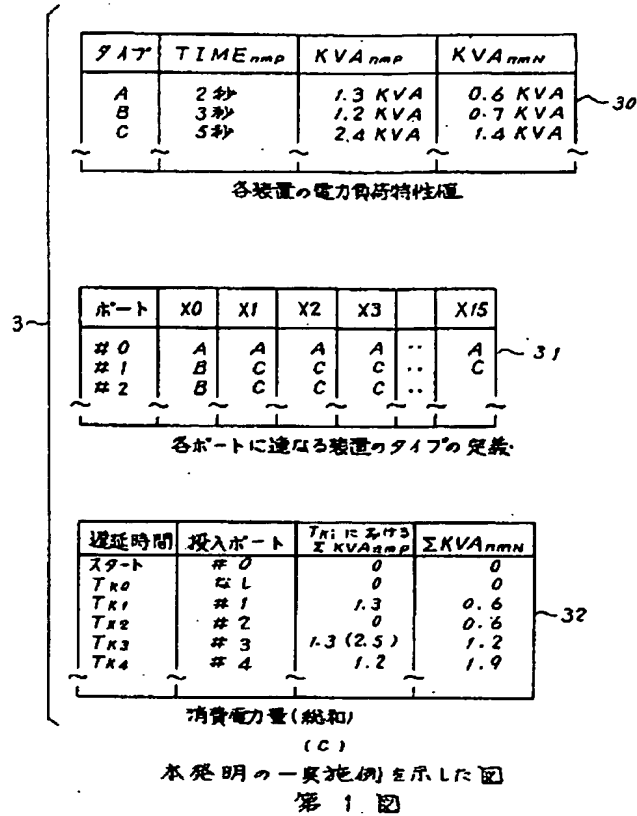 タイプ TIMEnmp KVAnmp KVAnmN
A 2秒 1.3 KVA 0.6 KVA
B 3秒 1.2 KVA 0.7 KVA
C 5秒 2.4 KVA 1.4 KVA
30
各装置の電力負荷特性値
3
ポート X0 X1 X2 X3 X15
#0 A A A A ‥ A
#1 B C C C ‥ C
#2 B C C C ‥
31
各ポートに連なる装置のタイプの定義
遅延時間 投入ポート TKiにおける ΣKVAnmp ΣKVAnmN
スタート #0 0 0
TK0 なし 0 0
TK1 #1 1.3 0.6
TK2 #2 0 0.6
TK3 #3 1.3(2.5) 1.2
TK4 #4 1.2 1.9
32
消費電力量(総和)
(C)
本発明の一実施例を示した図
第1図